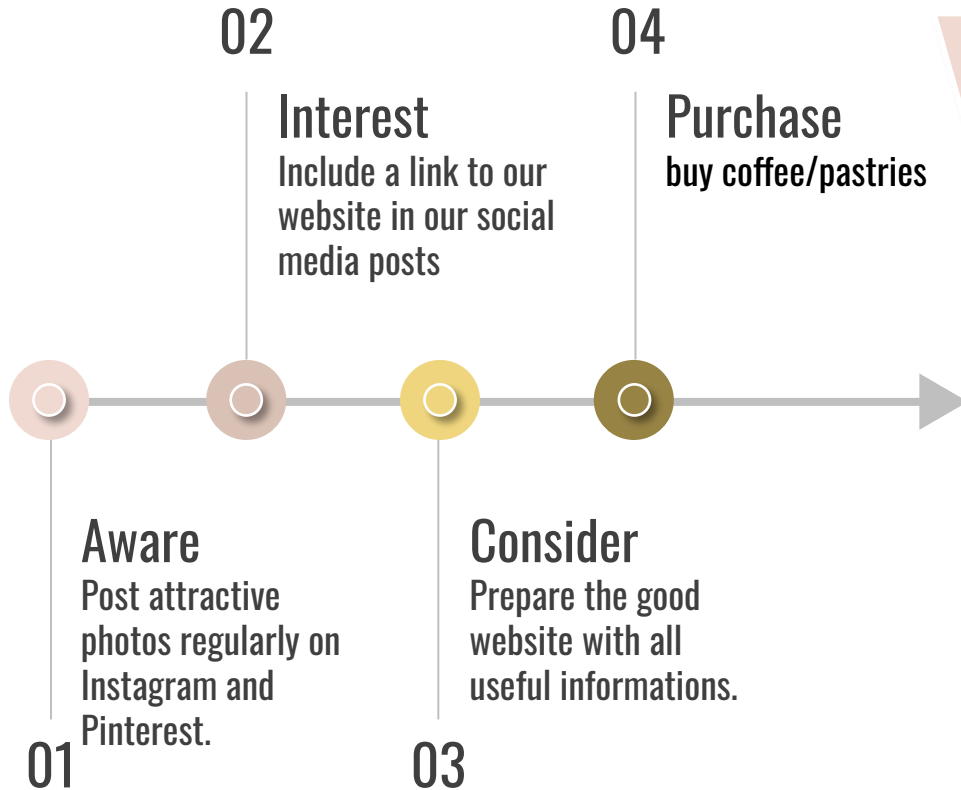 02
Interest
Include a link to our
website in our social
media posts
04
Purchase
buy coffee/pastries
Aware
Post attractive
photos regularly on
Instagram and
Pinterest.
01
Consider
Prepare the good
website with all
useful informations.
03